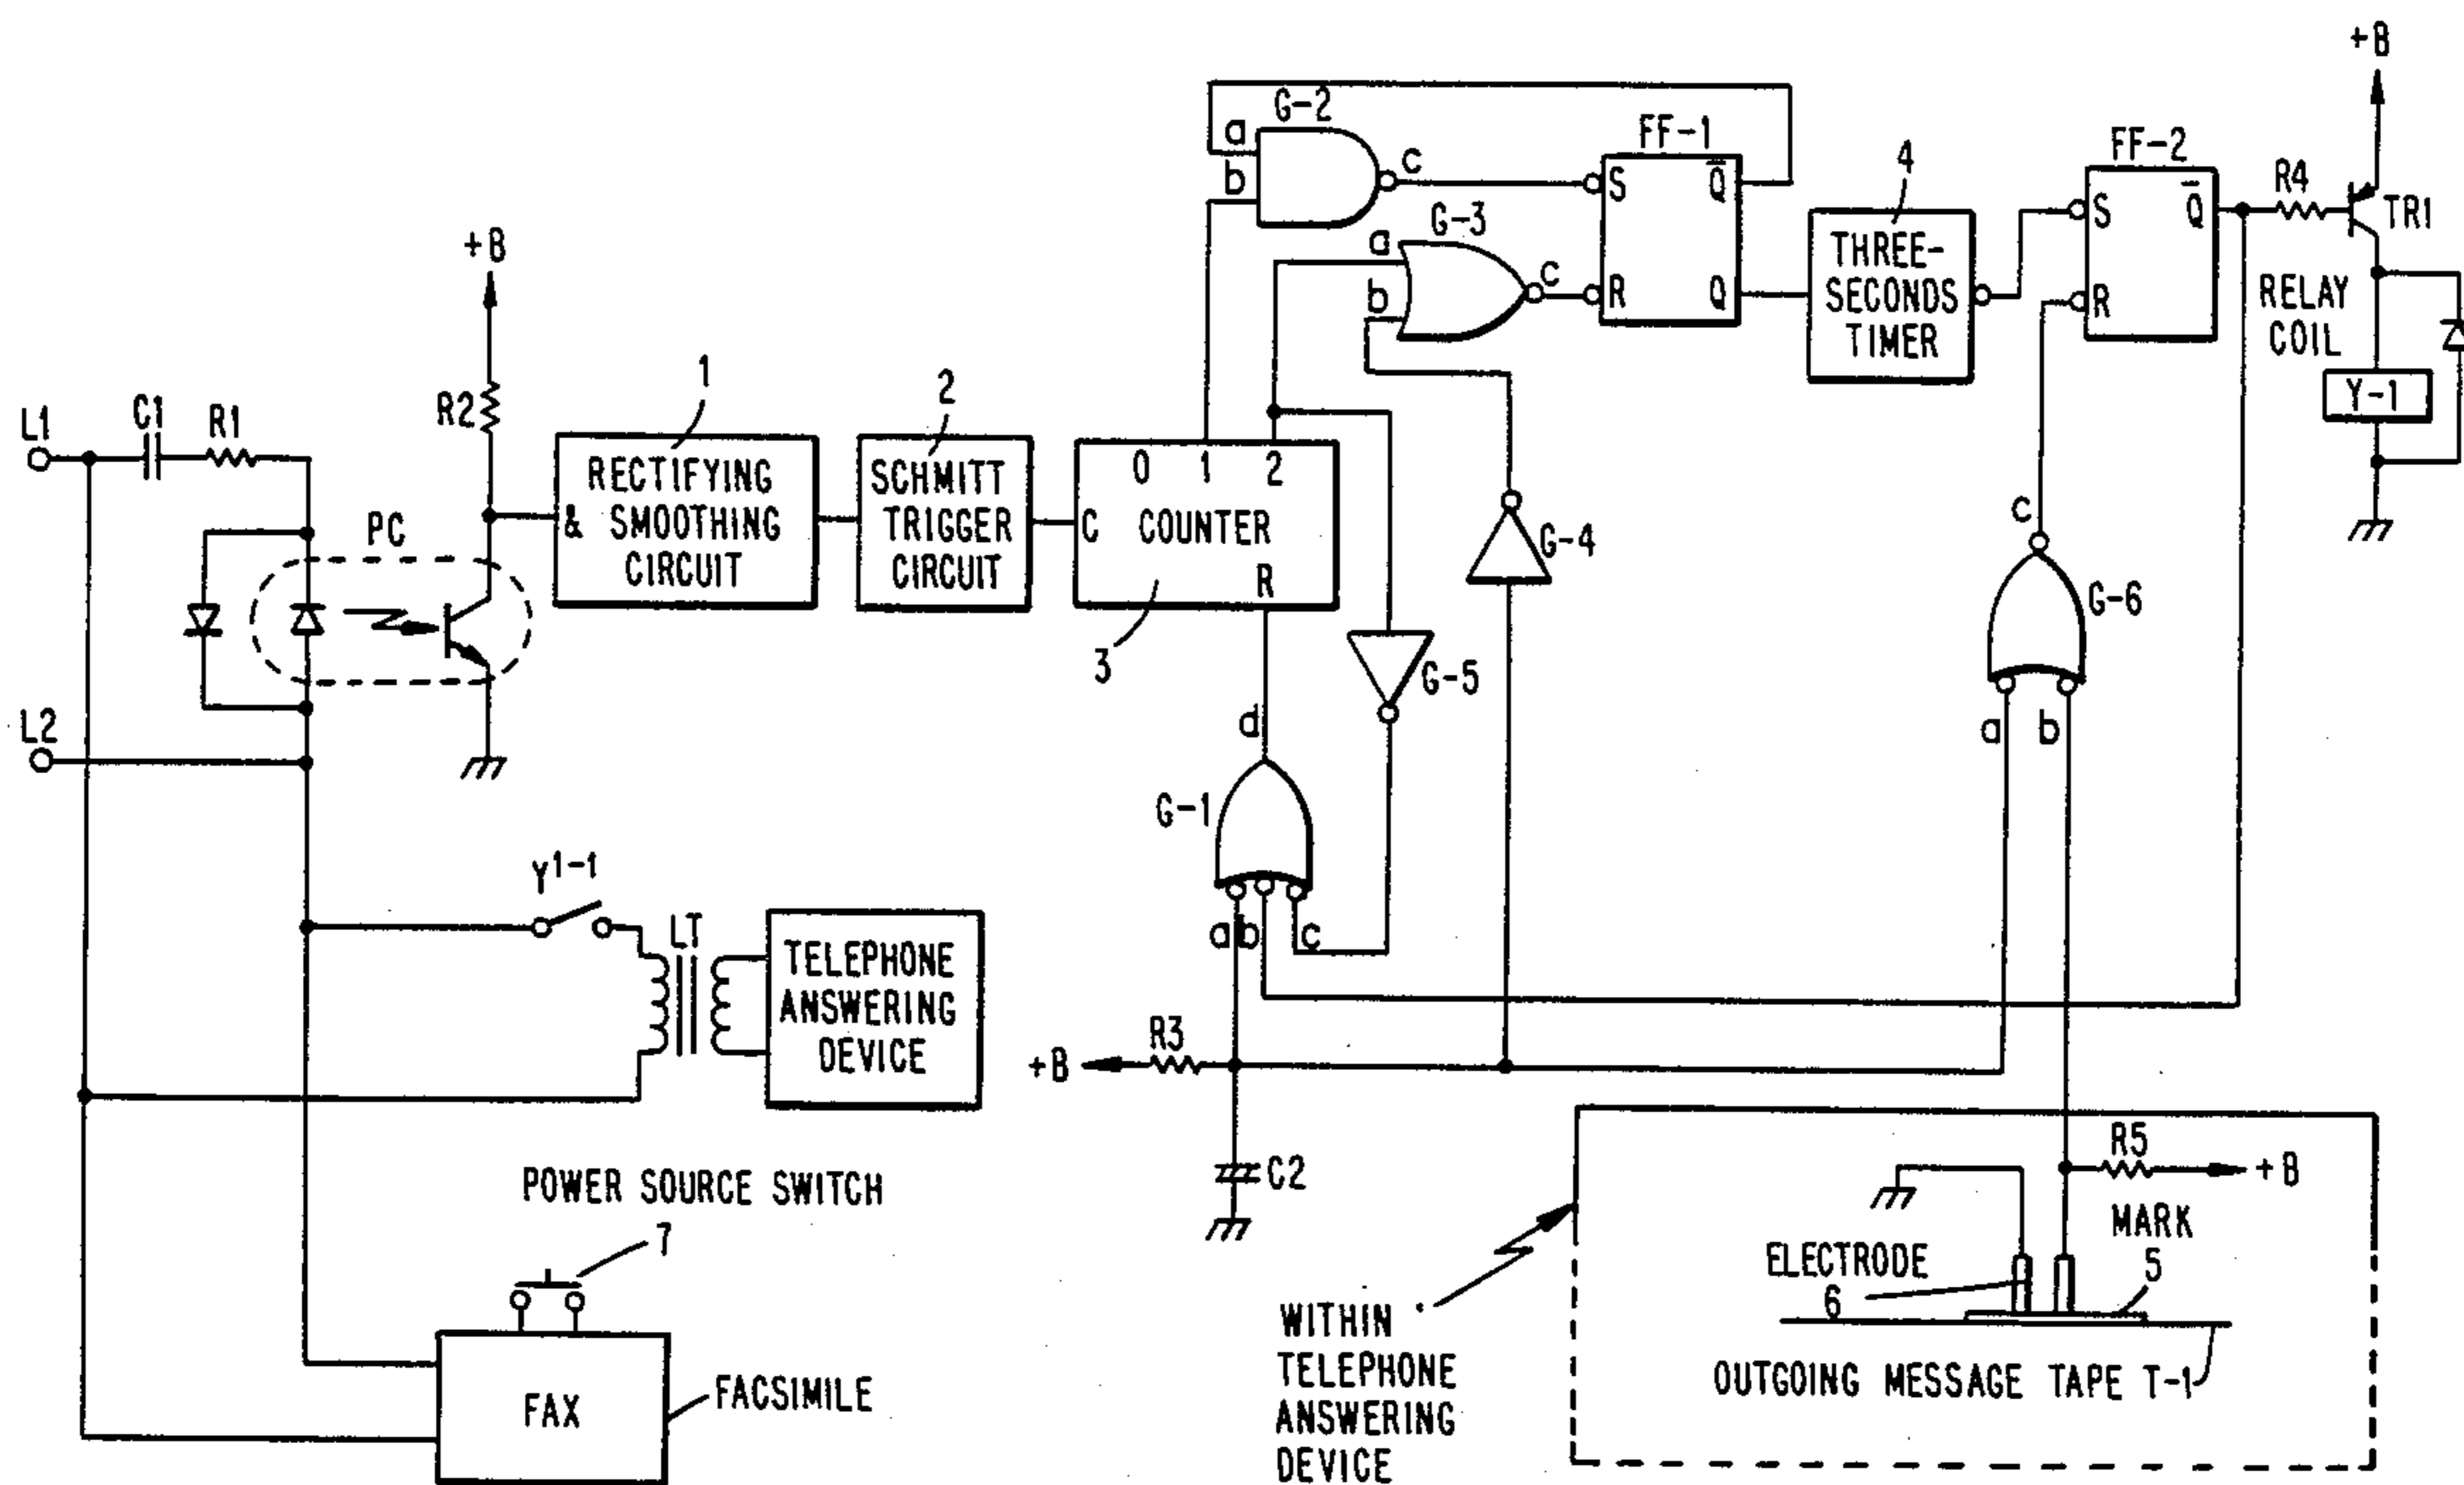 +B
G-2
a
b
c
FF-1
S
Q̄
R
Q
G-3
a
b
c
4
THREE-
SECONDS
TIMER
FF-2
S
Q̄
R
R4
TR1
RELAY
COIL
Y-1
+B
R2
L1
C1
R1
PC
L2
1
RECTIFYING
& SMOOTHING
CIRCUIT
2
SCHMITT
TRIGGER
CIRCUIT
0 1 2
C COUNTER
R
3
G-4
G-5
G-6
c
a
b
d
G-1
a b c
Y1-1
LT
TELEPHONE
ANSWERING
DEVICE
+B
R3
C2
POWER SOURCE SWITCH
7
FAX
FACSIMILE
WITHIN
TELEPHONE
ANSWERING
DEVICE
R5
+B
MARK
5
ELECTRODE
6
OUTGOING MESSAGE TAPE T-1